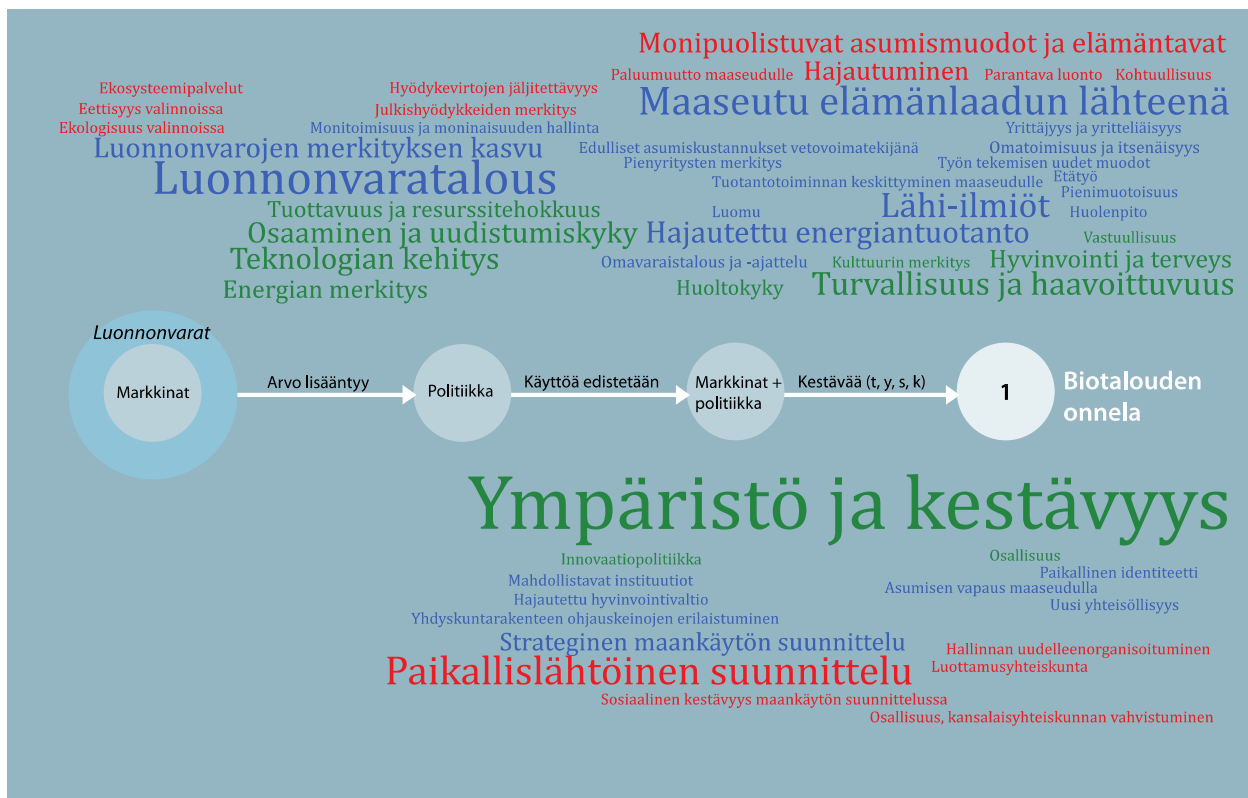 Monipuolistuvat asumismuodot ja elämäntavat
Ekosysteemipalvelut
Hyödykevirtojen jäljitettävyys
Paluumuutto maaseudulle
Hajautuminen
Parantava luonto
Kohtuullisuus
Eettisyys valinnoissa
Julkishyödykkeiden merkitys
Maaseutu elämänlaadun lähteenä
Ekologisuus valinnoissa
Monitoimisuus ja moninaisuuden hallinta
Yrittäjyys ja yritteliäisyys
Luonnonvarojen merkityksen kasvu
Edulliset asumiskustannukset vetovoimatekijänä
Omatoimisuus ja itsenäisyys
Pienyritysten merkitys
Työn tekemisen uudet muodot
Luonnonvaratalous
Tuotantotoiminnan keskittyminen maaseudulle
Etätyö
Pienimuotoisuus
Tuottavuus ja resurssitehokkuus
Luomu
Lähi-ilmiöt
Huolenpito
Osaaminen ja uudistumiskyky
Hajautettu energiantuotanto
Vastuullisuus
Teknologian kehitys
Omavaraistalous ja -ajattelu
Kulttuurin merkitys
Hyvinvointi ja terveys
Energian merkitys
Huoltokyky
Turvallisuus ja haavoittuvuus
Luonnonvarat
Markkinat
Arvo lisääntyy
Politiikka
Käyttöä edistetään
Markkinat +
politiikka
Kestävää (t, y, s, k)
1
Biotalouden
onnela
Ympäristö ja kestävyys
Innovaatiopolitiikka
Osallisuus
Mahdollistavat instituutiot
Paikallinen identiteetti
Asumisen vapaus maaseudulla
Hajautettu hyvinvointivaltio
Uusi yhteisöllisyys
Yhdyskuntarakenteen ohjauskeinojen erilaistuminen
Strateginen maankäytön suunnittelu
Hallinnan uudelleenorganisoituminen
Paikallislähtöinen suunnittelu
Luottamusyhteiskunta
Sosiaalinen kestävyys maankäytön suunnittelussa
Osallisuus, kansalaisyhteiskunnan vahvistuminen